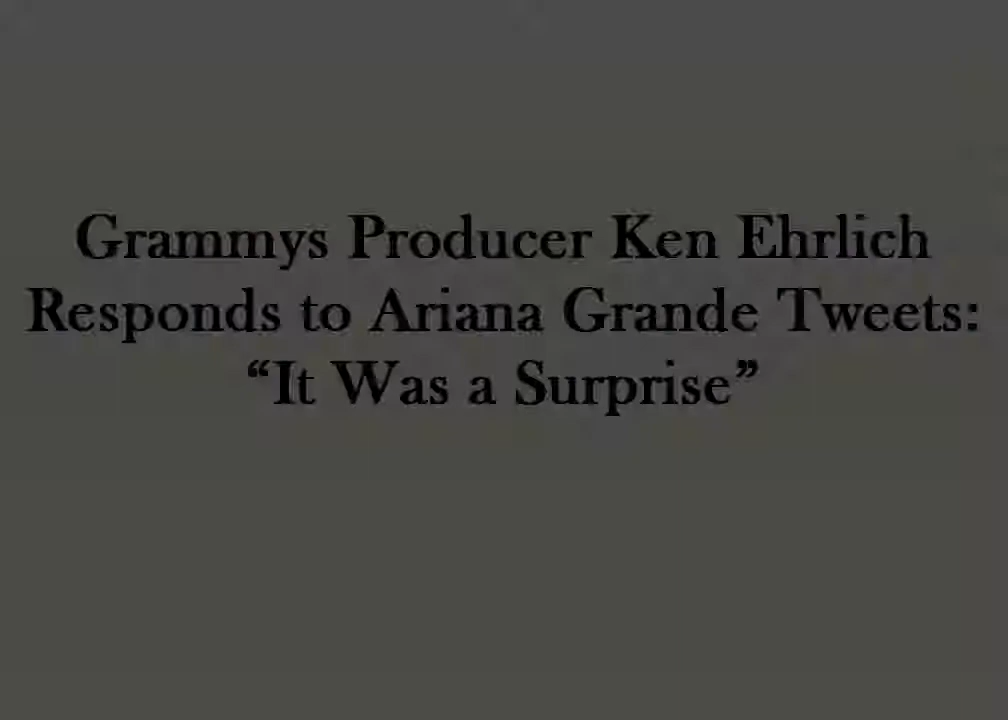 Grammys Producer Ken Ehrlich
Responds to Ariana Grande Tweets:
“It Was a Surprise”